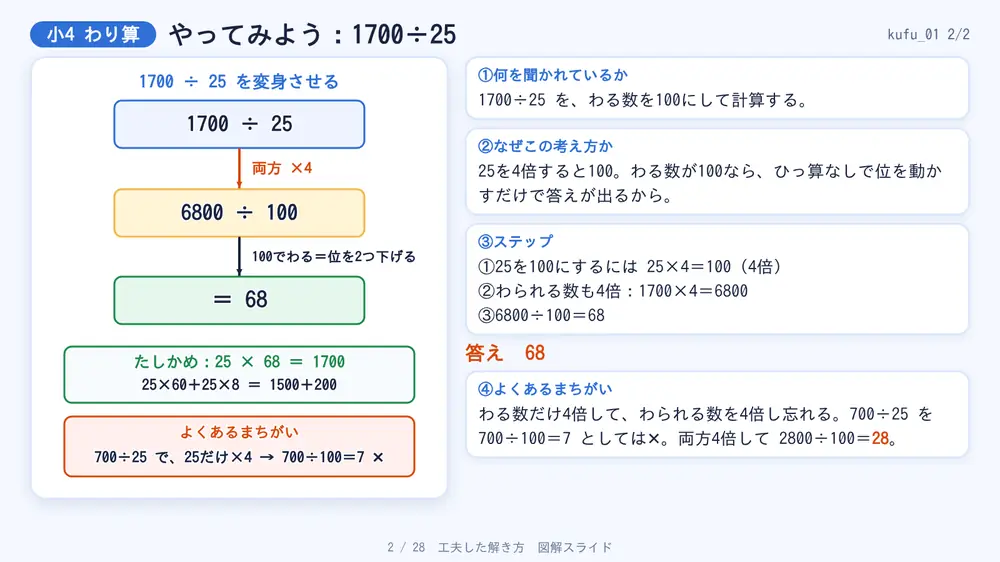 小4 わり算
やってみよう：1700÷25
kufu_01 2/2
1700 ÷ 25 を変身させる
1700 ÷ 25
両方 ×4
6800 ÷ 100
100でわる＝位を2つ下げる
＝ 68
たしかめ：25 × 68 ＝ 1700
25×60＋25×8 ＝ 1500＋200
よくあるまちがい
700÷25 で、25だけ×4 → 700÷100＝7 ×
①何を聞かれているか
1700÷25 を、わる数を100にして計算する。
②なぜこの考え方か
25を4倍すると100。わる数が100なら、ひっ算なしで位を動か
すだけで答えが出るから。
③ステップ
①25を100にするには 25×4＝100（4倍）
②わられる数も4倍：1700×4＝6800
③6800÷100＝68
答え　68
④よくあるまちがい
わる数だけ4倍して、わられる数を4倍し忘れる。700÷25 を
700÷100＝7 としては×。両方4倍して 2800÷100＝28。
2 / 28　工夫した解き方　図解スライド